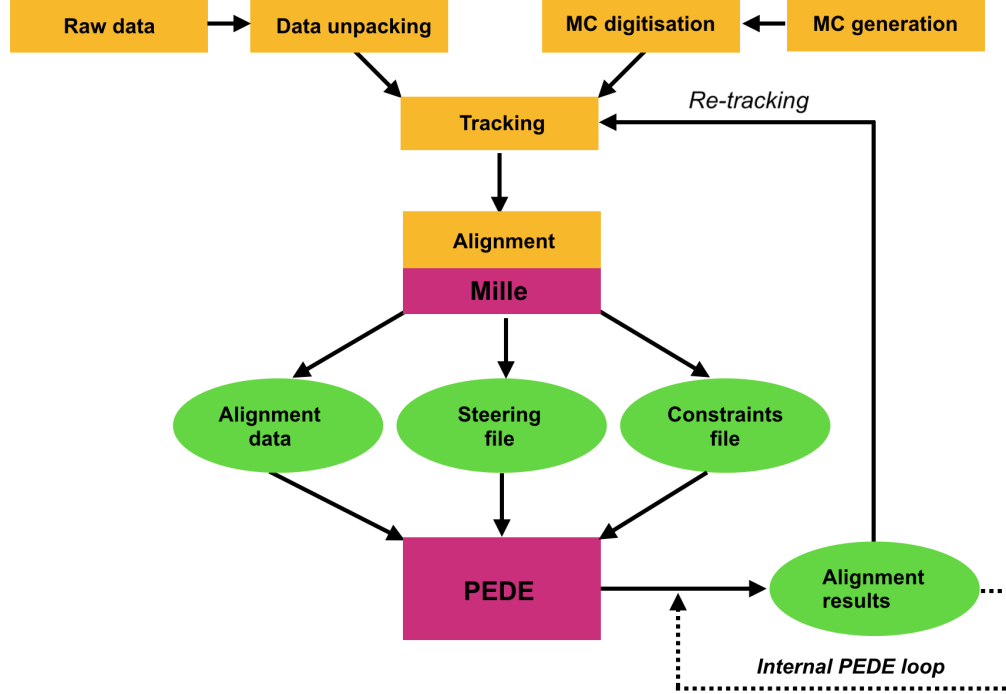 Raw data
Data unpacking
MC digitisation
MC generation
Re-tracking
Tracking
Alignment
Mille
Alignment
data
Steering
file
Constraints
file
PEDE
Alignment
results
Internal PEDE loop